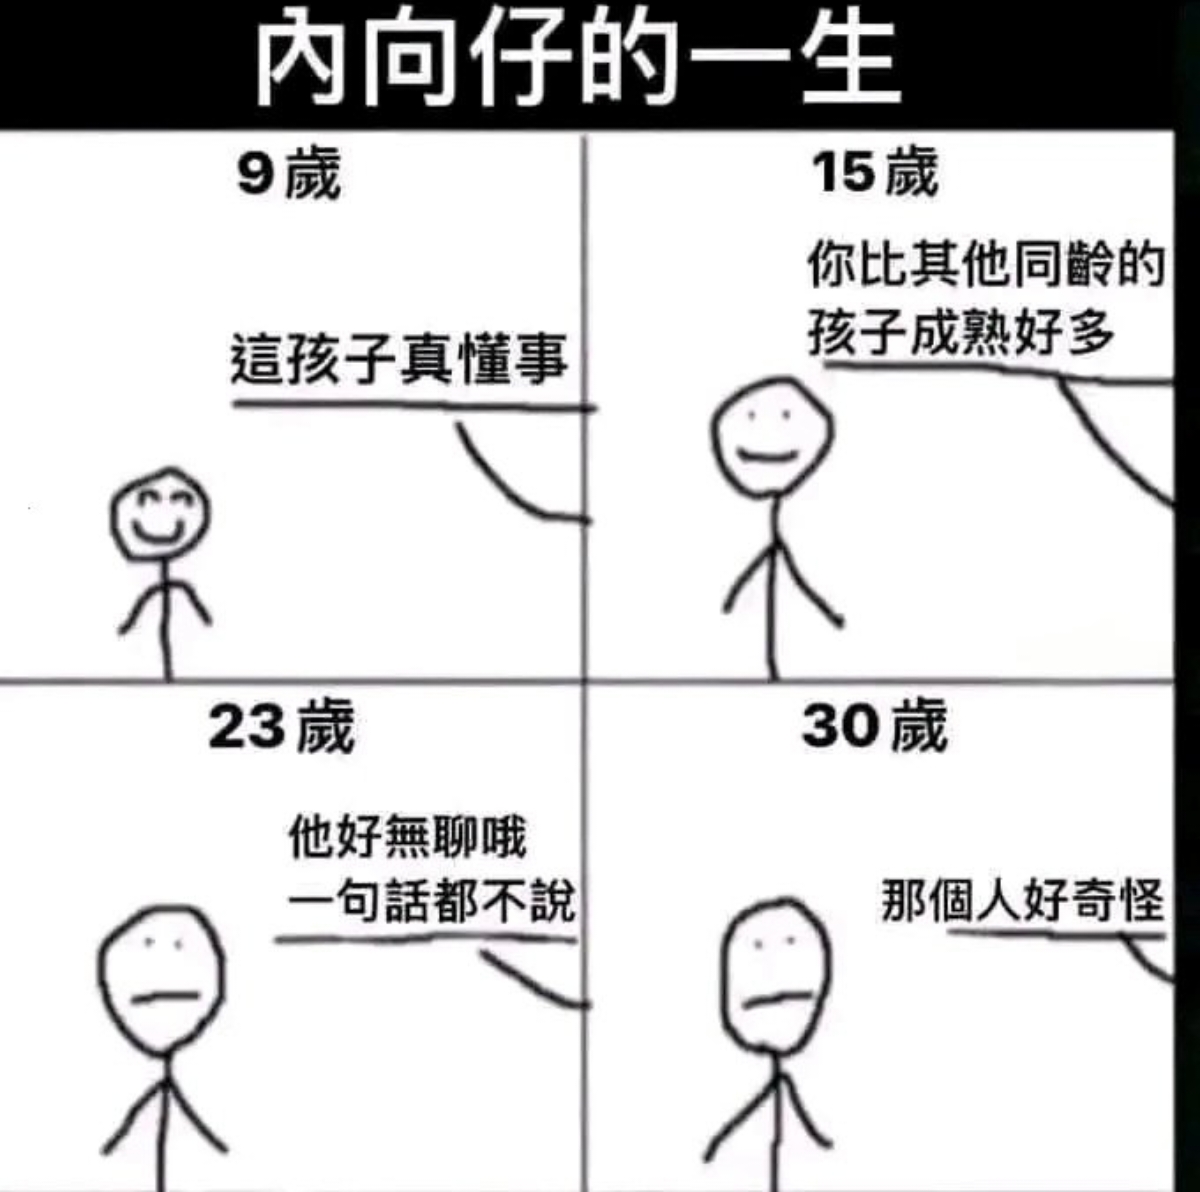 內向仔的一生
9歲
這孩子真懂事
15歲
你比其他同齡的
孩子成熟好多
23歲
他好無聊哦
一句話都不說
30歲
那個人好奇怪